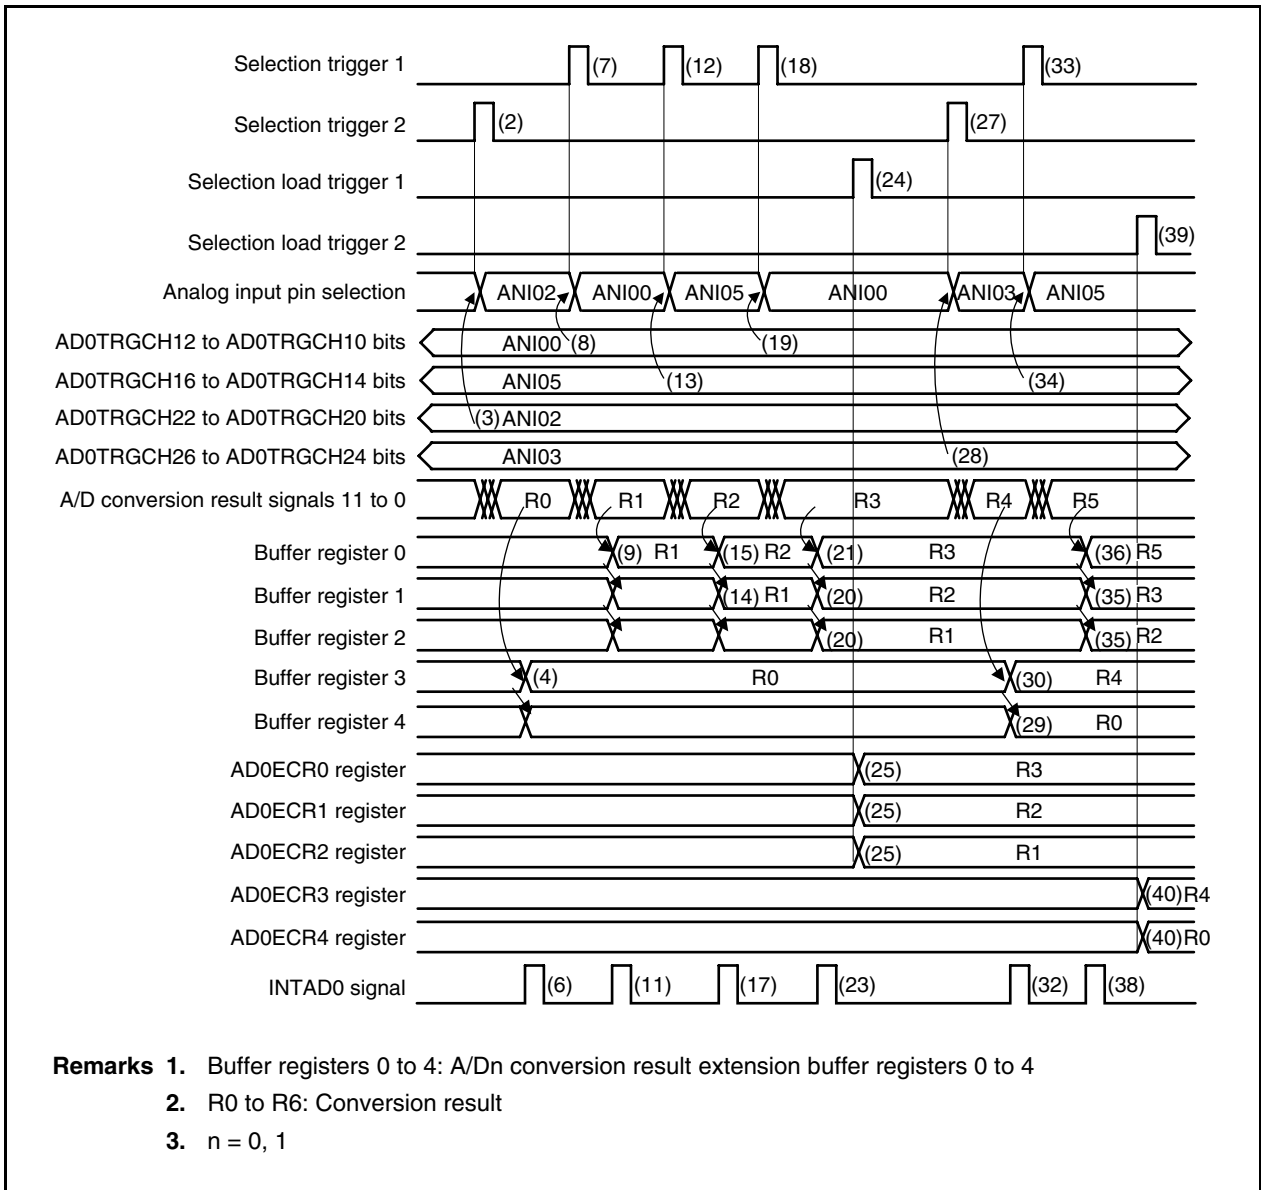 Selection trigger 1 (7) (12) (18) (33)
Selection trigger 2 (2) (27)
Selection load trigger 1 (24)
Selection load trigger 2 (39)
Analog input pin selection ANI02 ANI00 ANI05 ANI00 ANI03 ANI05
AD0TRGCH12 to AD0TRGCH10 bits ANI00 (8) (19)
AD0TRGCH16 to AD0TRGCH14 bits ANI05 (13) (34)
AD0TRGCH22 to AD0TRGCH20 bits (3) ANI02
AD0TRGCH26 to AD0TRGCH24 bits ANI03 (28)
A/D conversion result signals 11 to 0 R0 R1 R2 R3 R4 R5
Buffer register 0 (9) R1 (15) R2 (21) R3 (36) R5
Buffer register 1 (14) R1 (20) R2 (35) R3
Buffer register 2 (20) R1 (35) R2
Buffer register 3 (4) R0 (30) R4
Buffer register 4 (29) R0
AD0ECR0 register (25) R3
AD0ECR1 register (25) R2
AD0ECR2 register (25) R1
AD0ECR3 register (40) R4
AD0ECR4 register (40) R0
INTAD0 signal (6) (11) (17) (23) (32) (38)
Remarks 1. Buffer registers 0 to 4: A/Dn conversion result extension buffer registers 0 to 4
2. R0 to R6: Conversion result
3. n = 0, 1